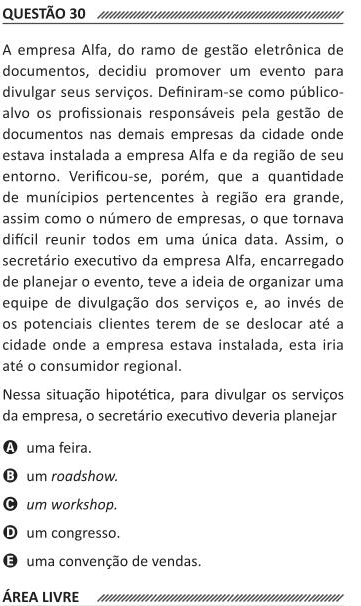 QUESTÃO 30
A empresa Alfa, do ramo de gestão eletrônica de
documentos, decidiu promover um evento para
divulgar seus serviços. Definiram-se como público-
alvo os profissionais responsáveis pela gestão de
documentos nas demais empresas da cidade onde
estava instalada a empresa Alfa e da região de seu
entorno. Verificou-se, porém, que a quantidade
de munícipios pertencentes à região era grande,
assim como o número de empresas, o que tornava
difícil reunir todos em uma única data. Assim, o
secretário executivo da empresa Alfa, encarregado
de planejar o evento, teve a ideia de organizar uma
equipe de divulgação dos serviços e, ao invés de
os potenciais clientes terem de se deslocar até a
cidade onde a empresa estava instalada, esta iria
até o consumidor regional.
Nessa situação hipotética, para divulgar os serviços
da empresa, o secretário executivo deveria planejar
A uma feira.
B um roadshow.
C um workshop.
D um congresso.
E uma convenção de vendas.
ÁREA LIVRE